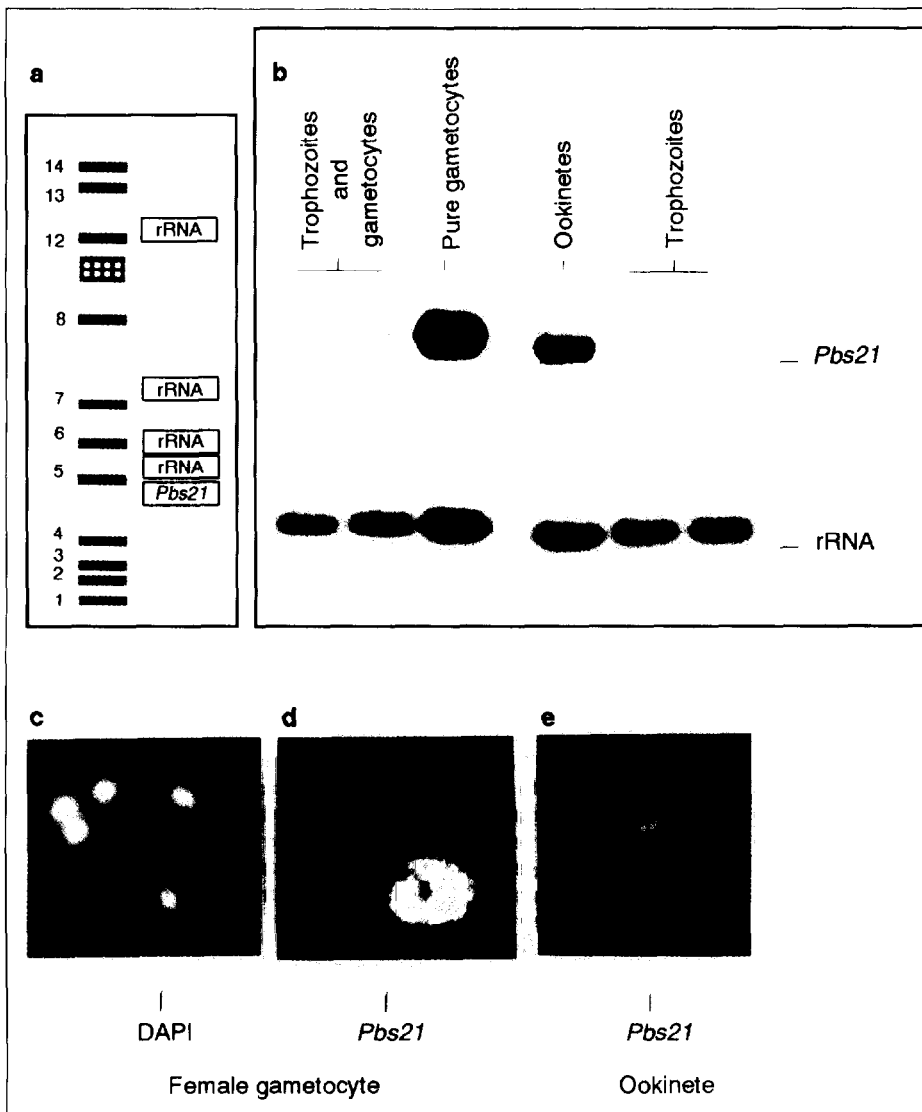 a
14
13
12 rRNA
8
7 rRNA
6 rRNA
5 rRNA
Pbs21
4
3
2
1
b
Trophozoites
and
gametocytes
Pure gametocytes
Ookinetes
Trophozoites
Pbs21
rRNA
c
d
e
DAPI
Pbs21
Pbs21
Female gametocyte
Ookinete